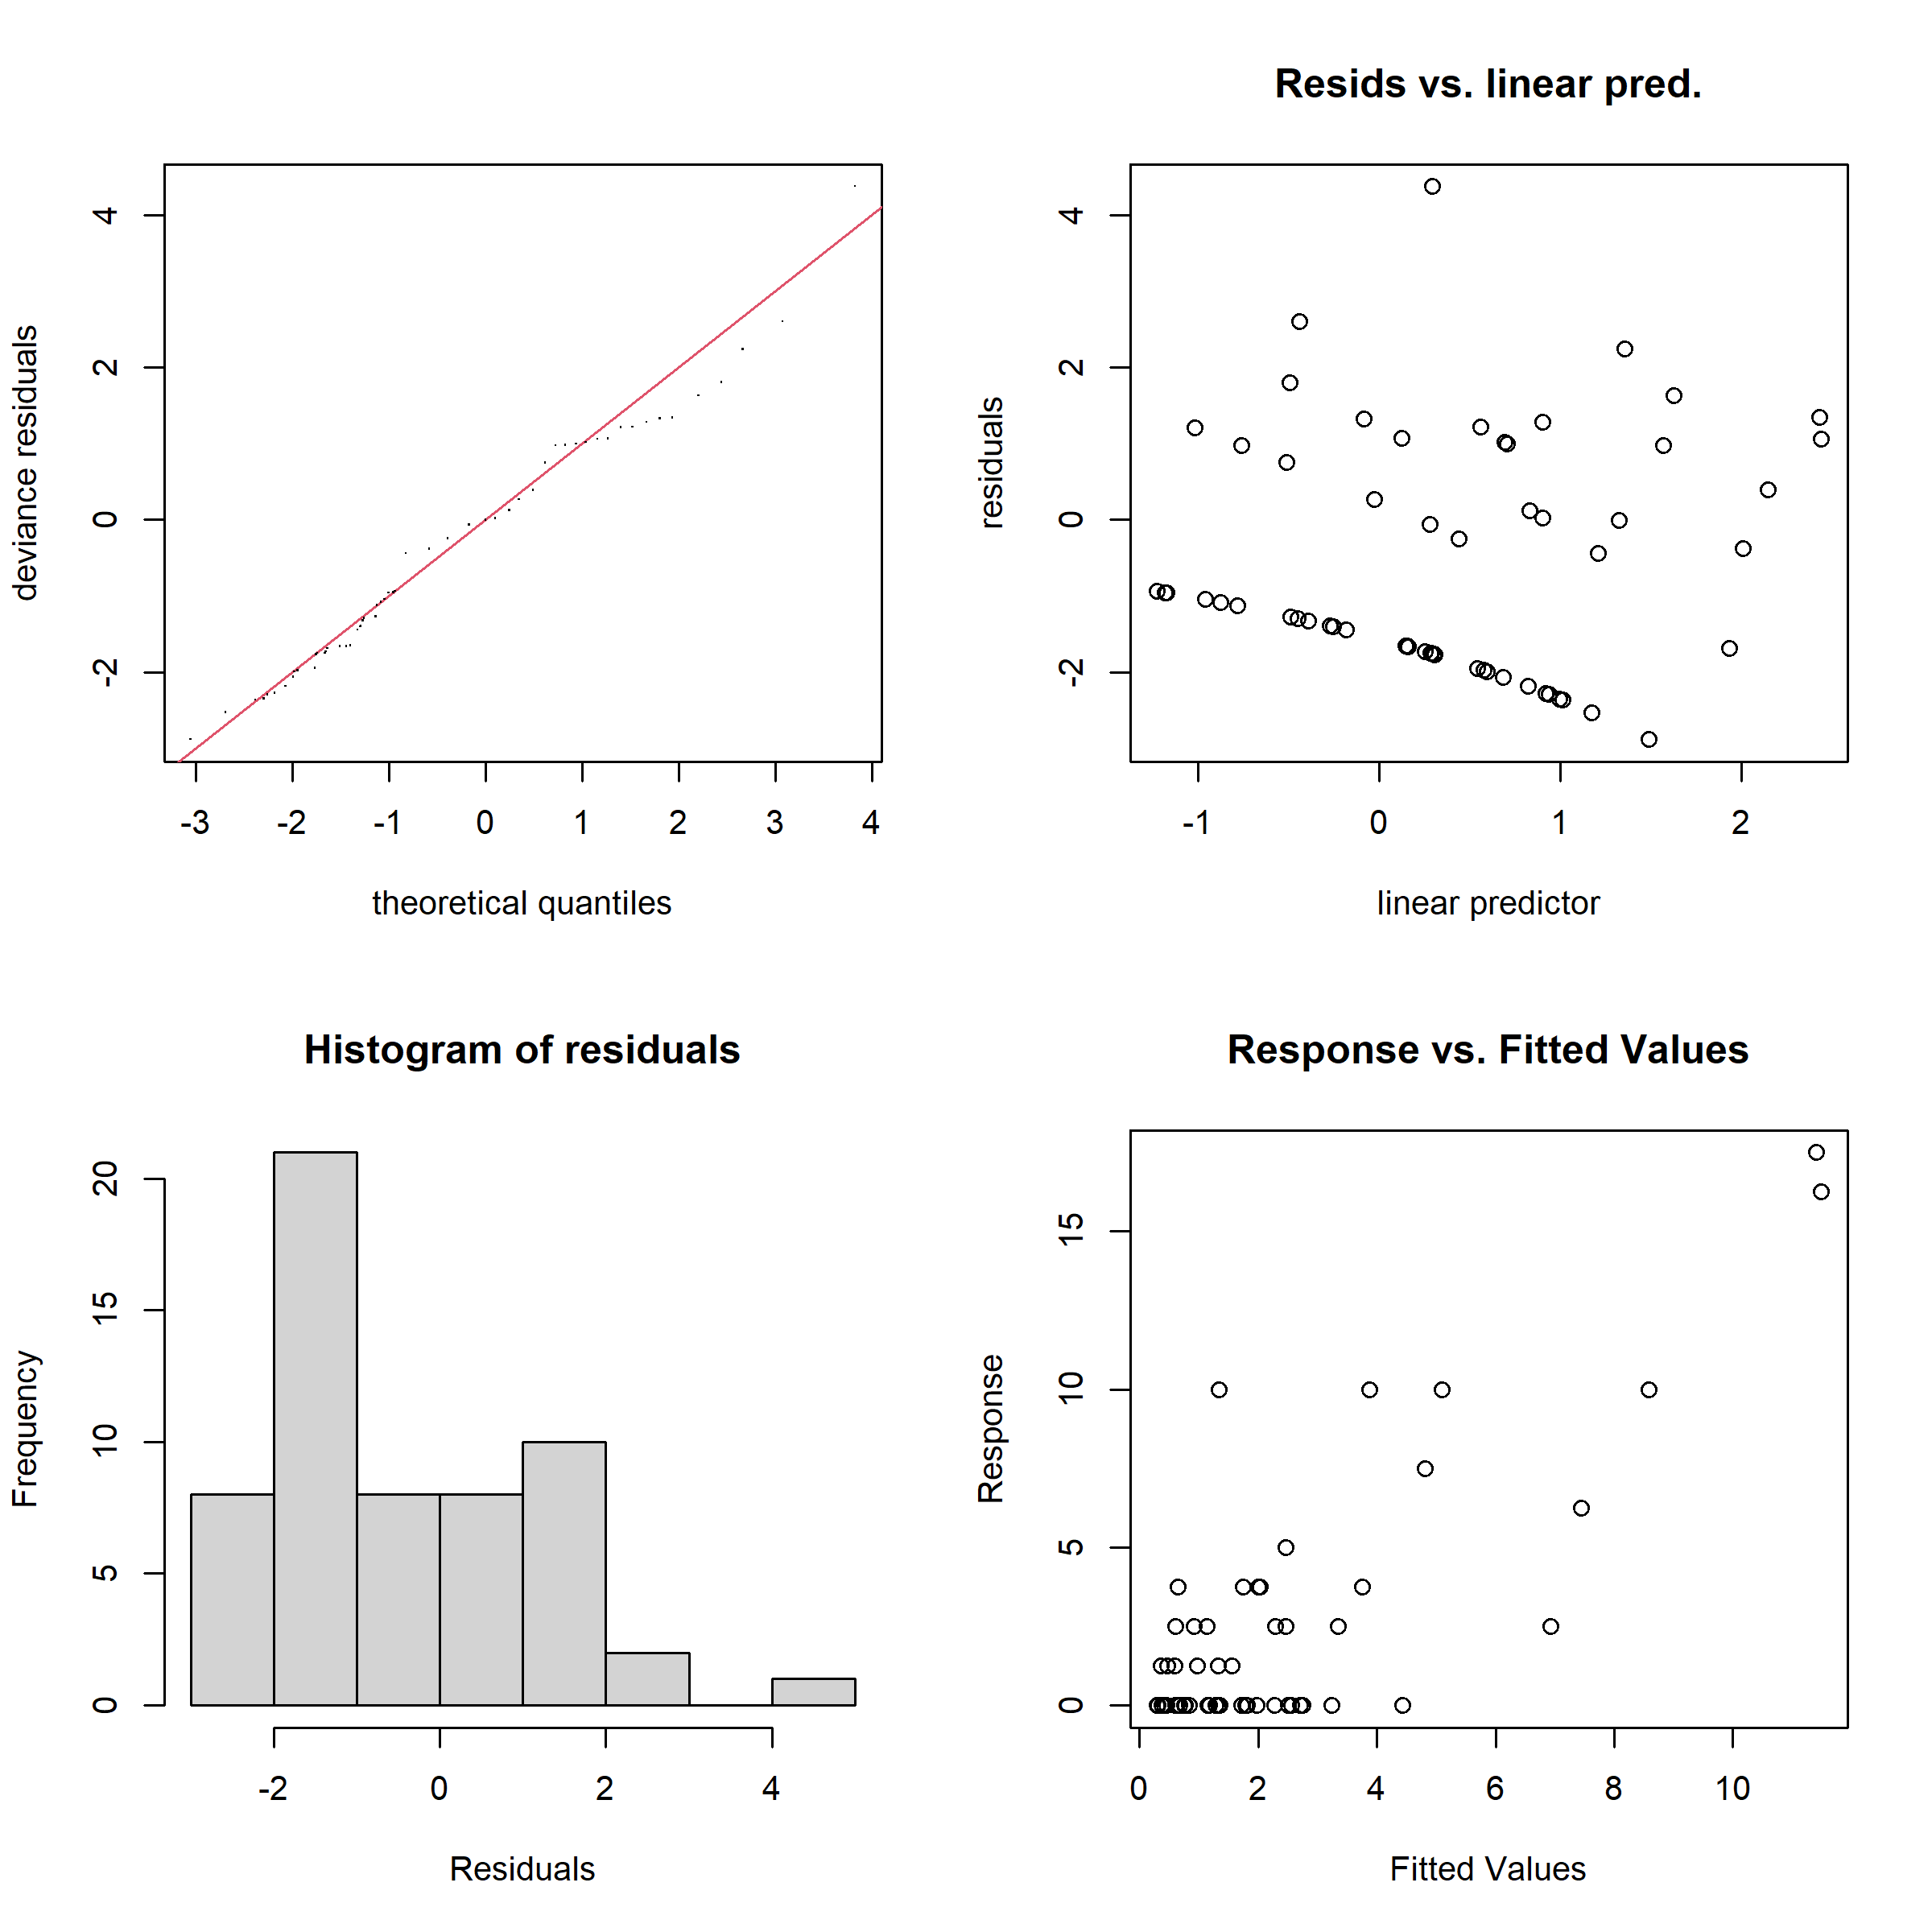 deviance residuals
4
2
0
-2
-3 -2 -1 0 1 2 3 4
theoretical quantiles
Resids vs. linear pred.
residuals
4
2
0
-2
-1 0 1 2
linear predictor
Histogram of residuals
Frequency
20
15
10
5
0
-2 0 2 4
Residuals
Response vs. Fitted Values
Response
15
10
5
0
0 2 4 6 8 10
Fitted Values